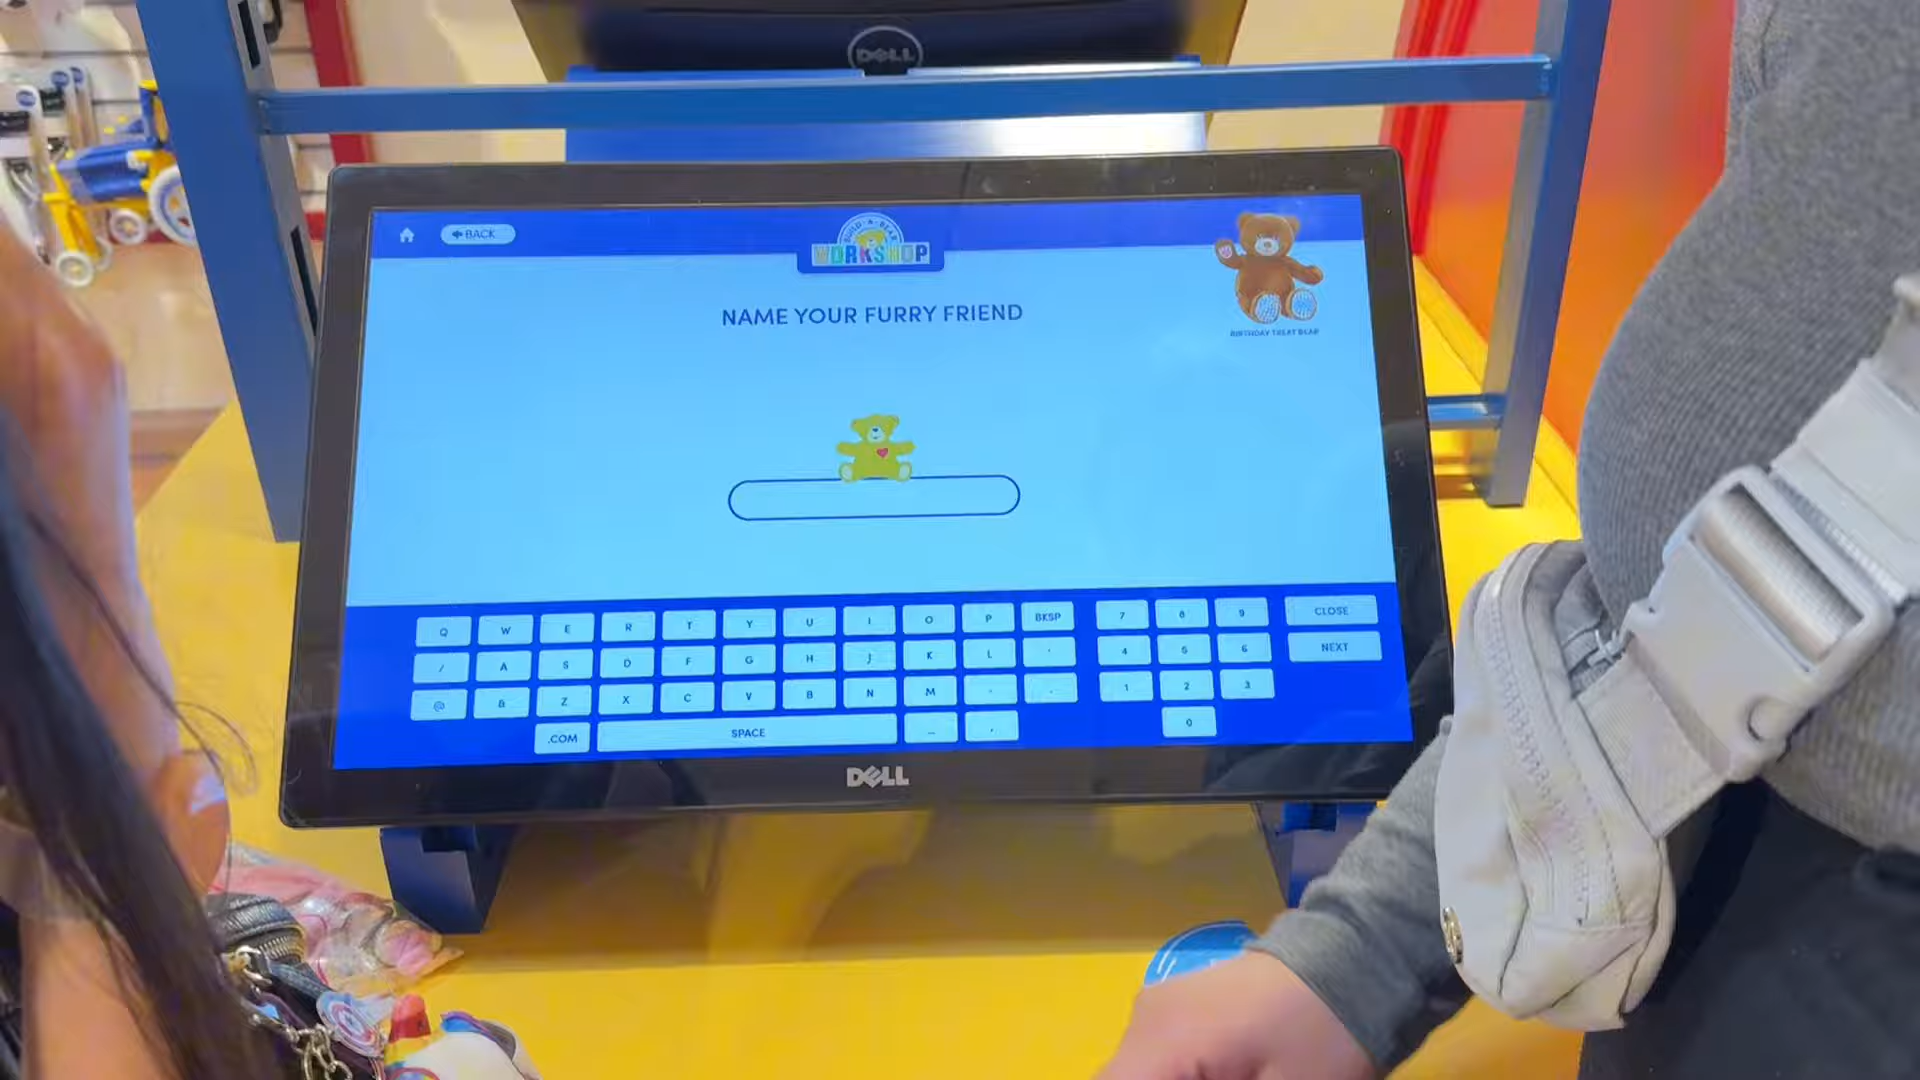 DELL
BACK
BUILD-A-BEAR
WORKSHOP
NAME YOUR FURRY FRIEND
BIRTHDAY TREAT BEAR
Q W E R T Y U I O P BKSP 7 8 9 CLOSE
/ A S D F G H J K L ' 4 5 6 NEXT
@ & Z X C V B N M 1 2 3
.COM SPACE _ 0
DELL